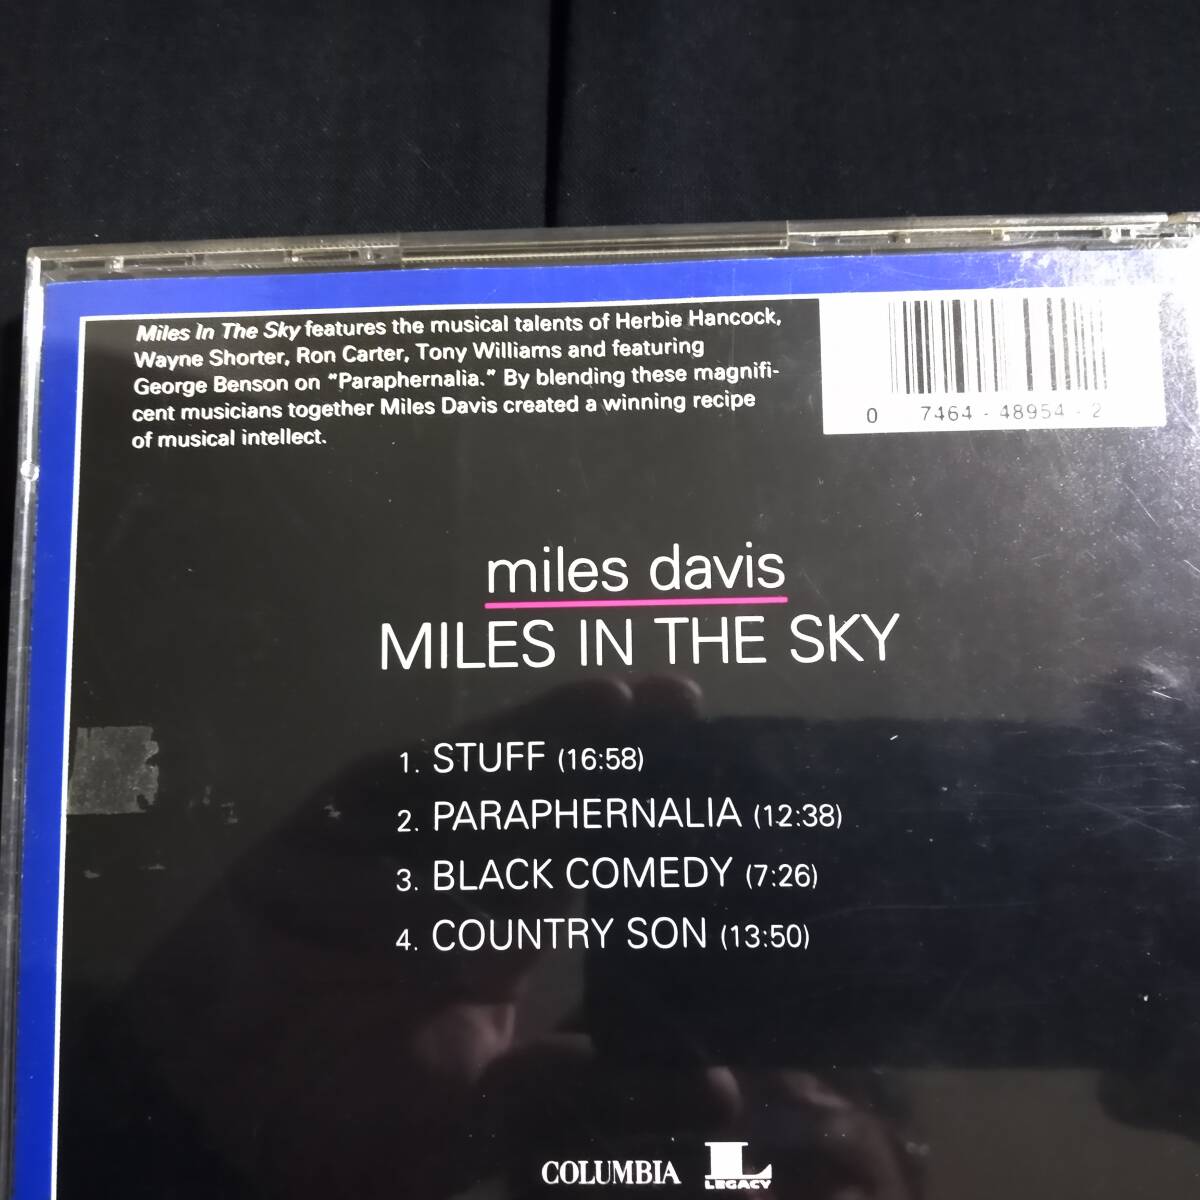 Miles In The Sky features the musical talents of Herbie Hancock,
Wayne Shorter, Ron Carter, Tony Williams and featuring
George Benson on "Paraphernalia." By blending these magnifi-
cent musicians together Miles Davis created a winning recipe
of musical intellect.
0 7464 - 48954 - 2
miles davis
MILES IN THE SKY
1. STUFF (16:58)
2. PARAPHERNALIA (12:38)
3. BLACK COMEDY (7:26)
4. COUNTRY SON (13:50)
COLUMBIA L LEGACY